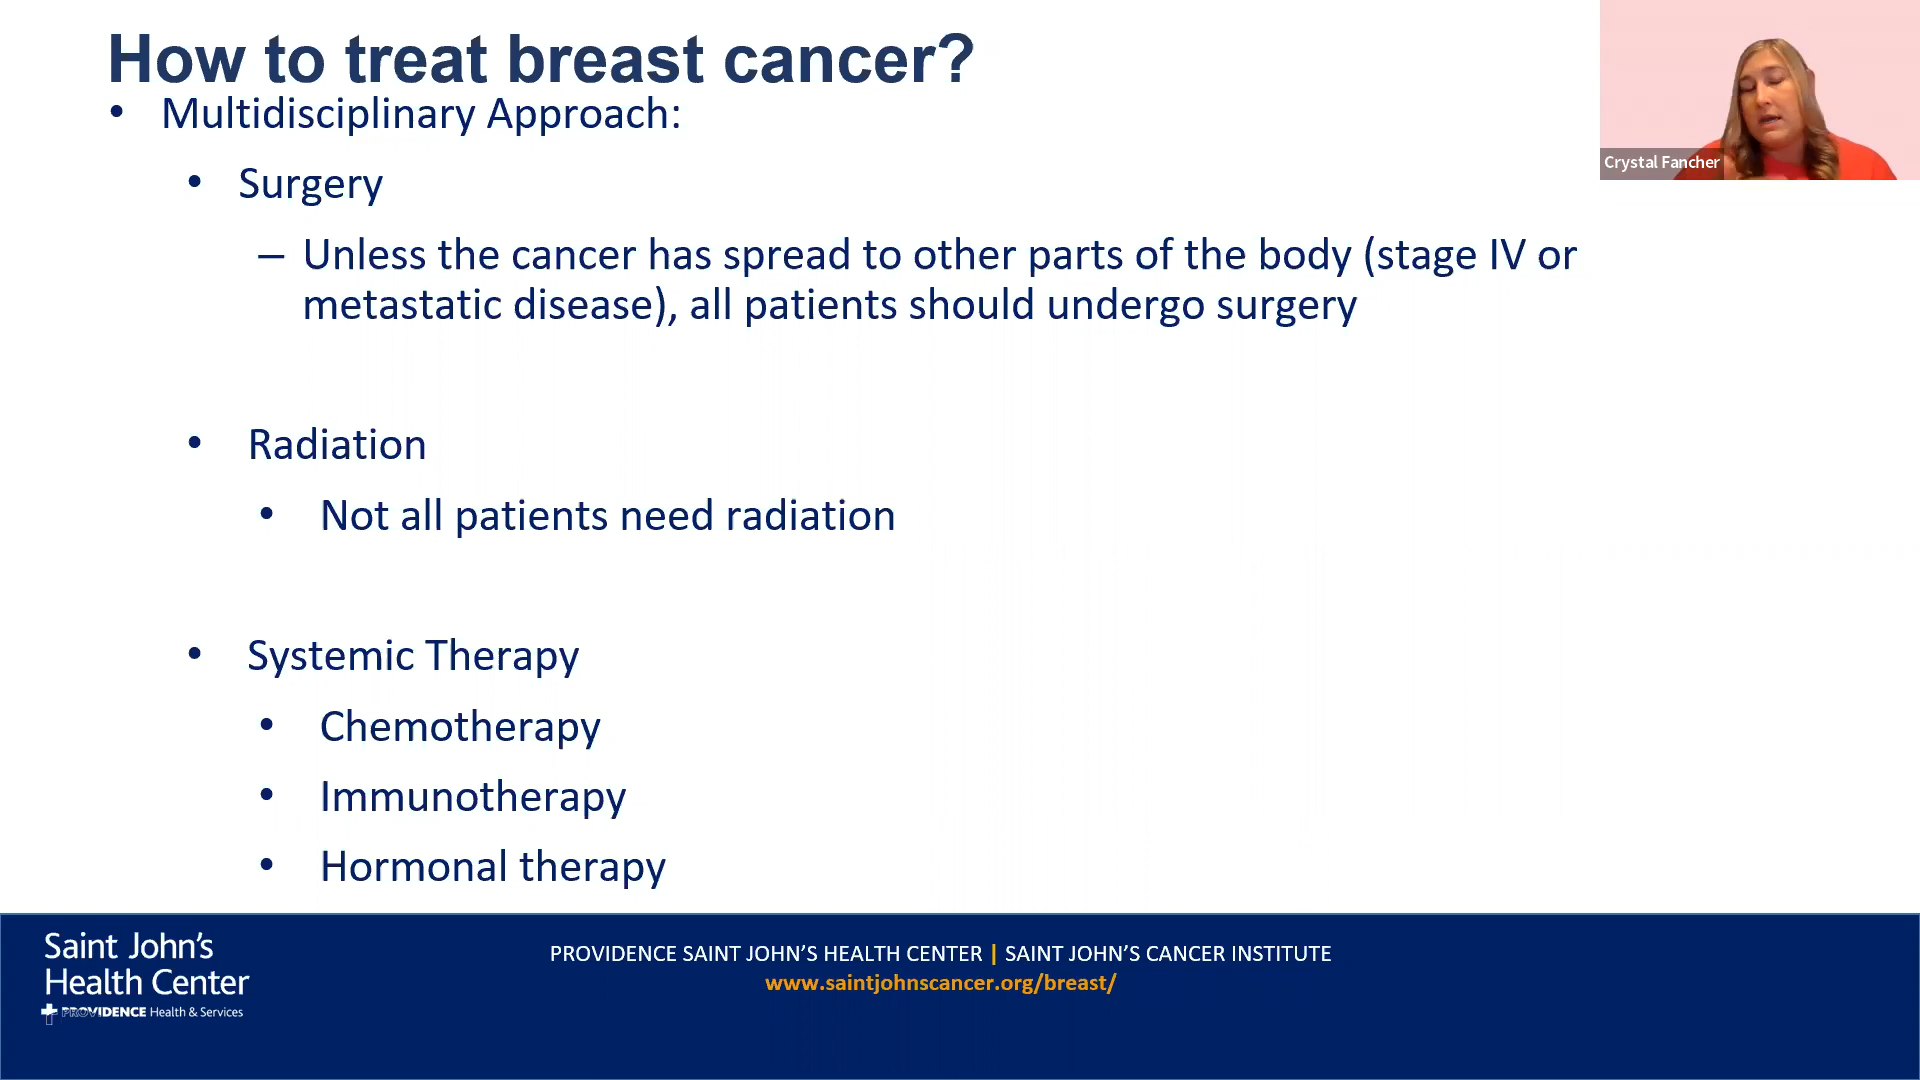 How to treat breast cancer?
• Multidisciplinary Approach:
• Surgery
– Unless the cancer has spread to other parts of the body (stage IV or
metastatic disease), all patients should undergo surgery
• Radiation
• Not all patients need radiation
• Systemic Therapy
• Chemotherapy
• Immunotherapy
• Hormonal therapy
Crystal Fancher
Saint John's
Health Center
PROVIDENCE Health & Services
PROVIDENCE SAINT JOHN'S HEALTH CENTER | SAINT JOHN'S CANCER INSTITUTE
www.saintjohnscancer.org/breast/